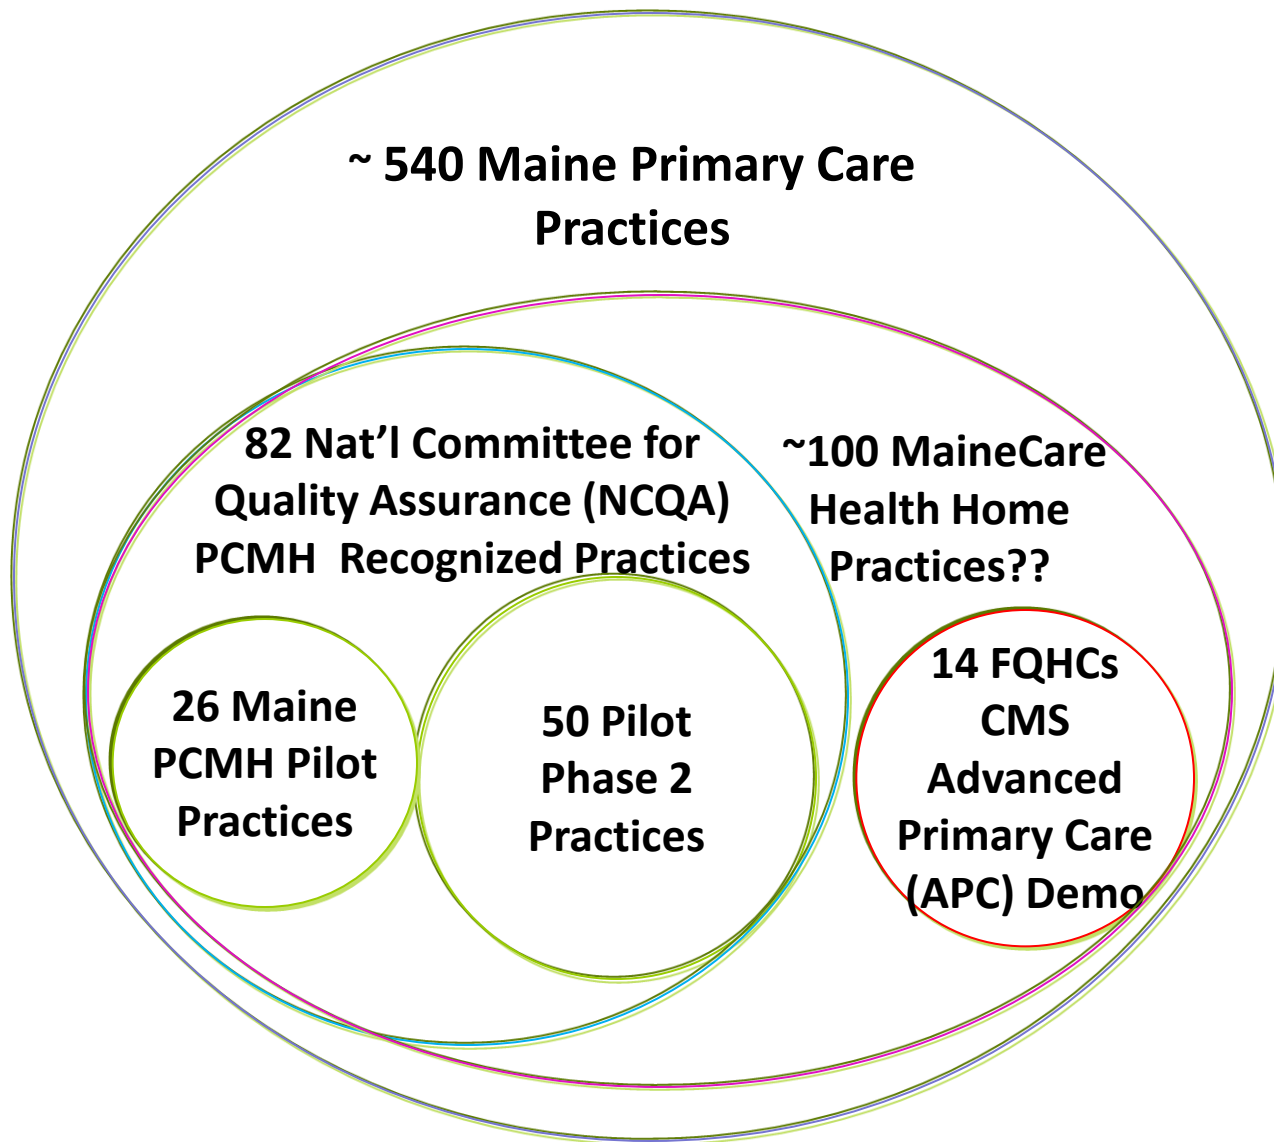 ~ 540 Maine Primary Care
Practices
82 Nat’l Committee for
Quality Assurance (NCQA)
PCMH  Recognized Practices
~100 MaineCare
Health Home
Practices??
26 Maine
PCMH Pilot
Practices
50 Pilot
Phase 2
Practices
14 FQHCs
CMS
Advanced
Primary Care
(APC) Demo